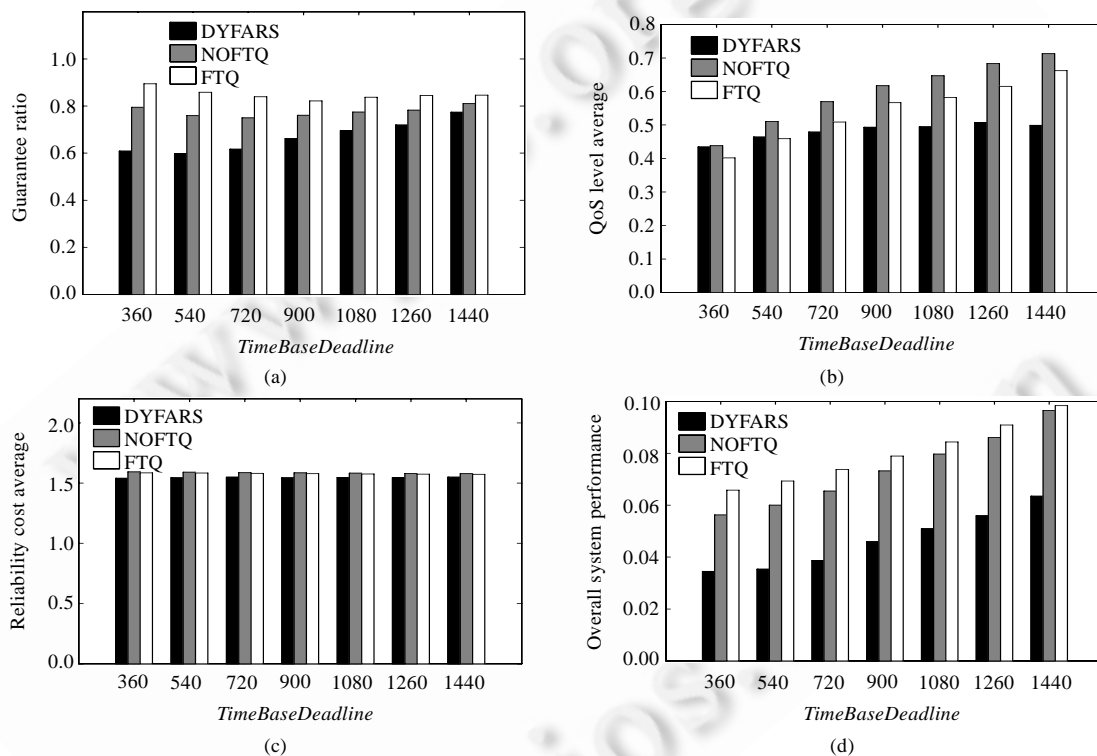 DYFARS
NOFTQ
FTQ
Guarantee ratio
1.0
0.8
0.6
0.4
0.2
0.0
360 540 720 900 1080 1260 1440
TimeBaseDeadline
(a)
DYFARS
NOFTQ
FTQ
QoS level average
0.8
0.7
0.6
0.5
0.4
0.3
0.2
0.1
0.0
360 540 720 900 1080 1260 1440
TimeBaseDeadline
(b)
DYFARS
NOFTQ
FTQ
Reliability cost average
2.0
1.5
1.0
0.5
0.0
360 540 720 900 1080 1260 1440
TimeBaseDeadline
(c)
DYFARS
NOFTQ
FTQ
Overall system performance
0.10
0.08
0.06
0.04
0.02
0.00
360 540 720 900 1080 1260 1440
TimeBaseDeadline
(d)